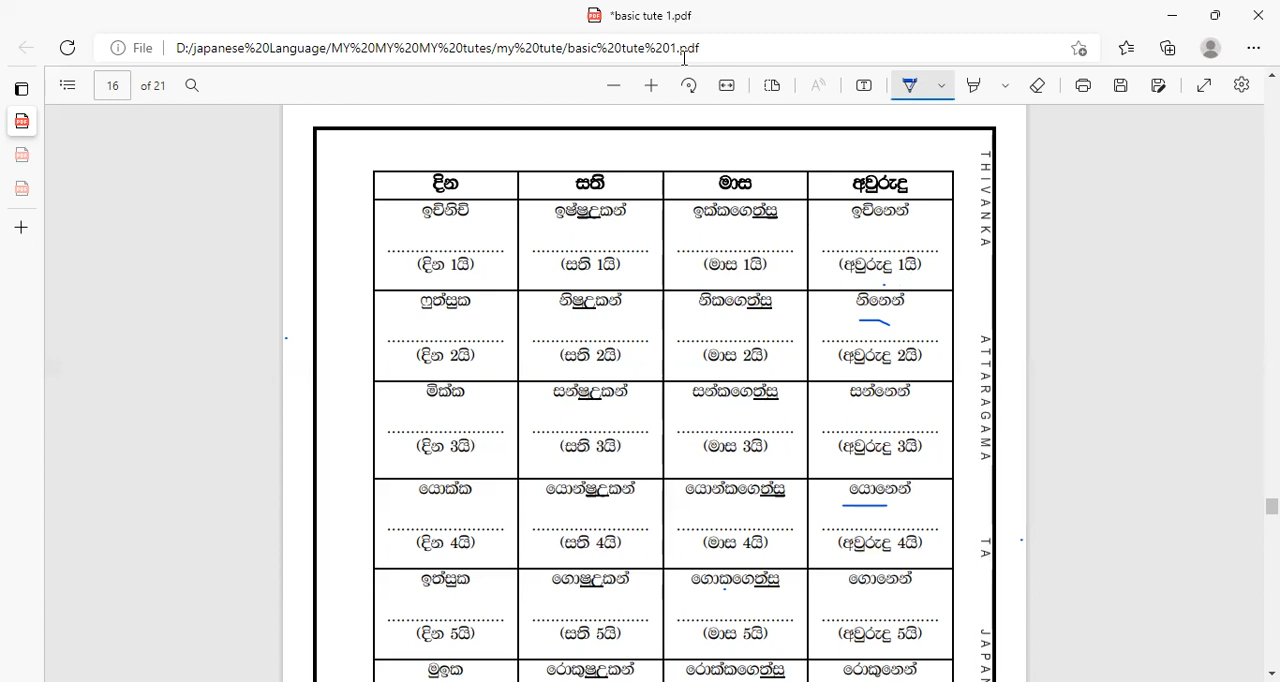 *basic tute 1.pdf
File
D:/japanese%20Language/MY%20MY%20MY%20tutes/my%20tute/basic%20tute%201.pdf
16 of 21
දින සති මාස අවුරුදු
ඉචිනිචි ඉෂ්ෂුඋකන් ඉක්කගෙත්සු ඉචිනෙන්
(දින 1යි) (සති 1යි) (මාස 1යි) (අවුරුදු 1යි)
ෆුත්සුක නිෂුඋකන් නිකගෙත්සු නිනෙන්
(දින 2යි) (සති 2යි) (මාස 2යි) (අවුරුදු 2යි)
මික්ක සන්ෂුඋකන් සන්කගෙත්සු සන්නෙන්
(දින 3යි) (සති 3යි) (මාස 3යි) (අවුරුදු 3යි)
යොක්ක යොන්ෂුඋකන් යොන්කගෙත්සු යොනෙන්
(දින 4යි) (සති 4යි) (මාස 4යි) (අවුරුදු 4යි)
ඉත්සුක ගොෂුඋකන් ගොකගෙත්සු ගොනෙන්
(දින 5යි) (සති 5යි) (මාස 5යි) (අවුරුදු 5යි)
මුඉක රොකුෂුඋකන් රොක්කගෙත්සු රොකුනෙන්
THIVANKA ATTARAGAMA TA JAPAN